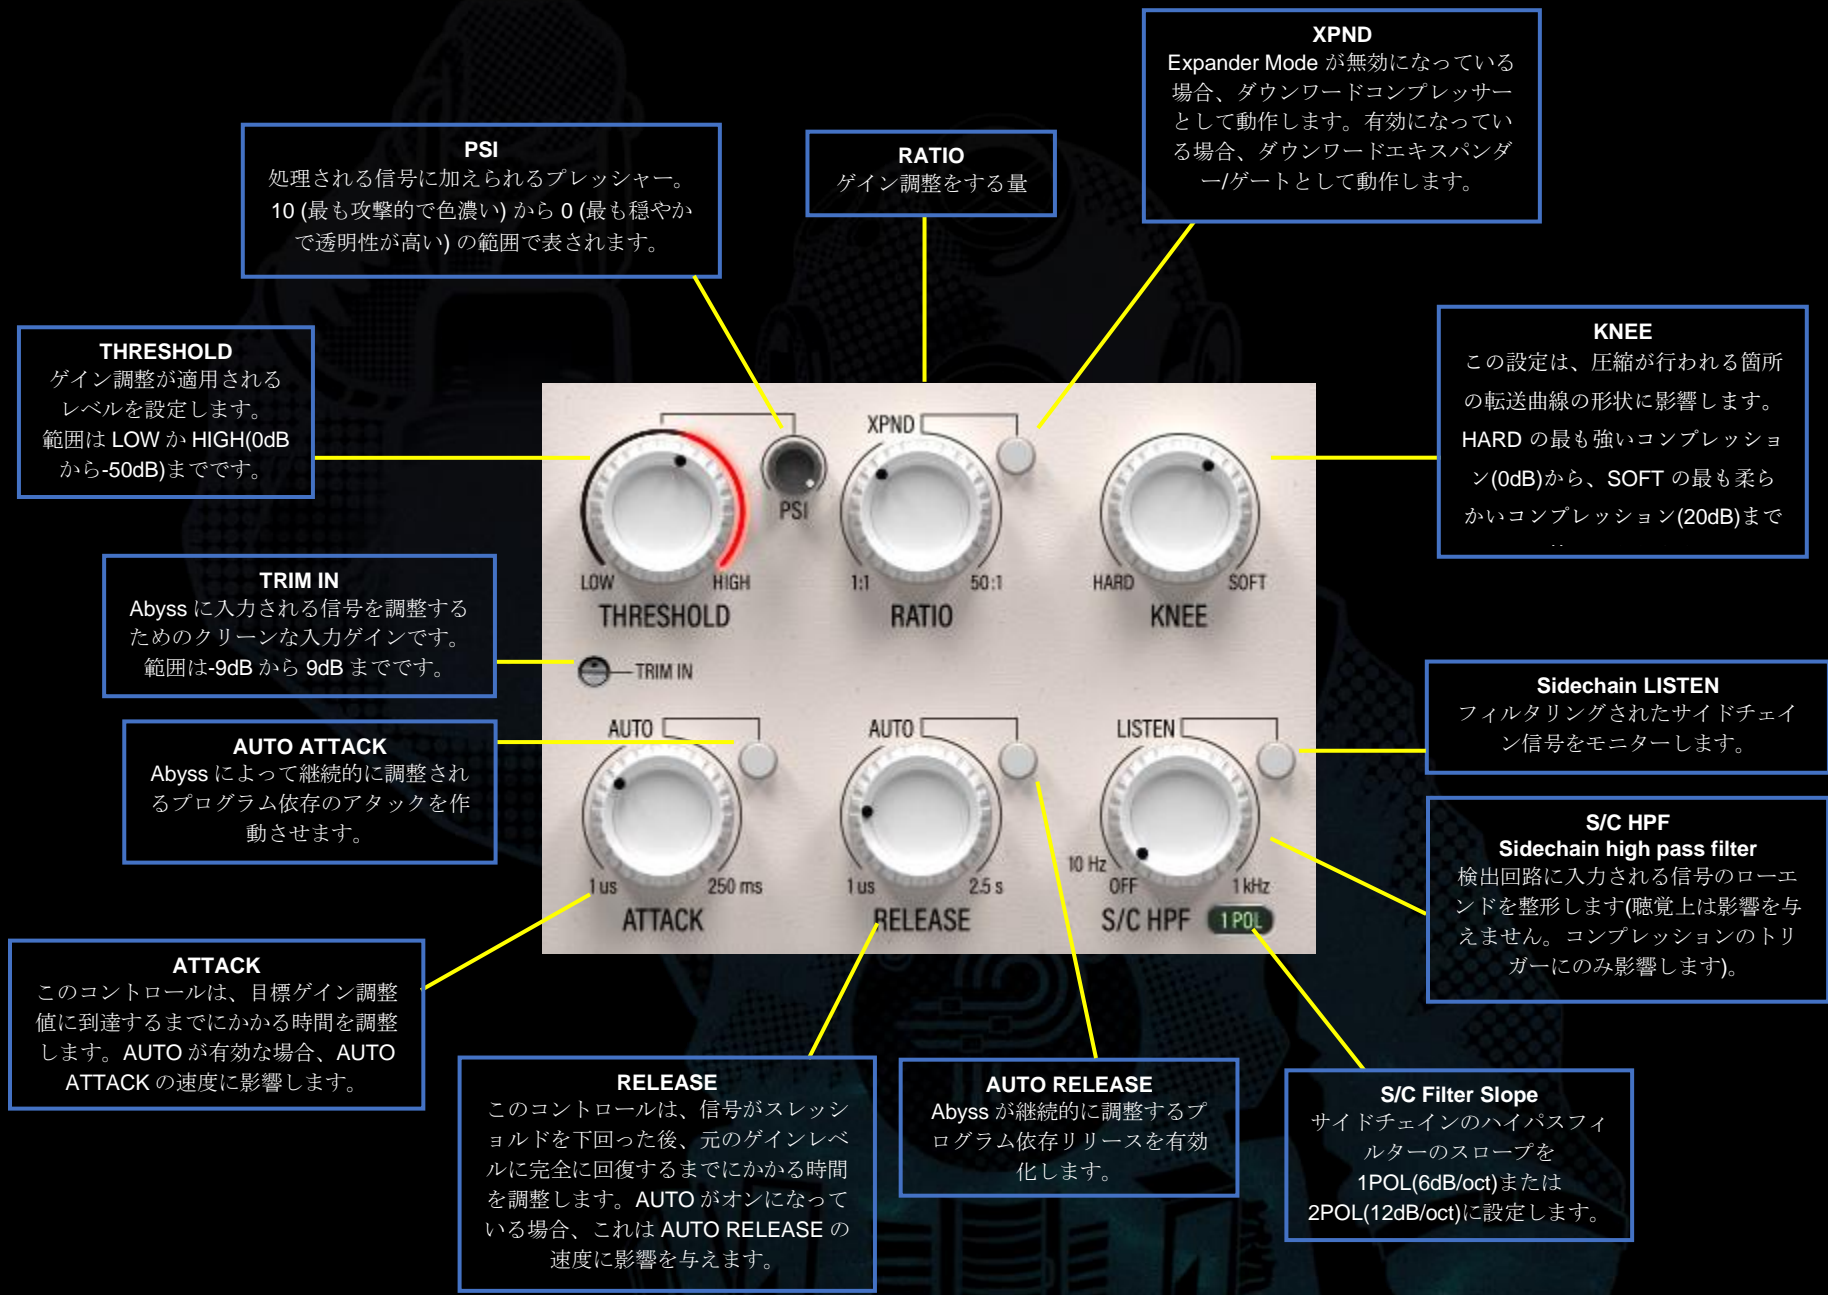 XPND
Expander Mode が無効になっている
場合、ダウンワードコンプレッサー
として動作します。有効になってい
る場合、ダウンワードエキスパンダ
ー/ゲートとして動作します。
PSI
処理される信号に加えられるプレッシャー。
10 (最も攻撃的で色濃い) から 0 (最も穏やか
で透明性が高い) の範囲で表されます。
RATIO
ゲイン調整をする量
THRESHOLD
ゲイン調整が適用される
レベルを設定します。
範囲は LOW か HIGH(0dB
から-50dB)までです。
KNEE
この設定は、圧縮が行われる箇所
の転送曲線の形状に影響します。
HARD の最も強いコンプレッショ
ン(0dB)から、SOFT の最も柔ら
かいコンプレッション(20dB)まで
XPND
PSI
LOW
HIGH
1:1
50:1
HARD
SOFT
THRESHOLD
RATIO
KNEE
TRIM IN
TRIM IN
Abyss に入力される信号を調整する
ためのクリーンな入力ゲインです。
範囲は-9dB から 9dB までです。
AUTO
AUTO
LISTEN
Sidechain LISTEN
フィルタリングされたサイドチェイ
ン信号をモニターします。
AUTO ATTACK
Abyss によって継続的に調整され
るプログラム依存のアタックを作
動させます。
1 us
250 ms
1 us
2.5 s
10 Hz
OFF
1 kHz
ATTACK
RELEASE
S/C HPF
1 POL
S/C HPF
Sidechain high pass filter
検出回路に入力される信号のローエ
ンドを整形します(聴覚上は影響を与
えません。コンプレッションのトリ
ガーにのみ影響します)。
ATTACK
このコントロールは、目標ゲイン調整
値に到達するまでにかかる時間を調整
します。AUTO が有効な場合、AUTO
ATTACK の速度に影響します。
RELEASE
このコントロールは、信号がスレッシ
ョルドを下回った後、元のゲインレベ
ルに完全に回復するまでにかかる時間
を調整します。AUTO がオンになって
いる場合、これは AUTO RELEASE の
速度に影響を与えます。
AUTO RELEASE
Abyss が継続的に調整するプ
ログラム依存リリースを有効
化します。
S/C Filter Slope
サイドチェインのハイパスフィ
ルターのスロープを
1POL(6dB/oct)または
2POL(12dB/oct)に設定します。